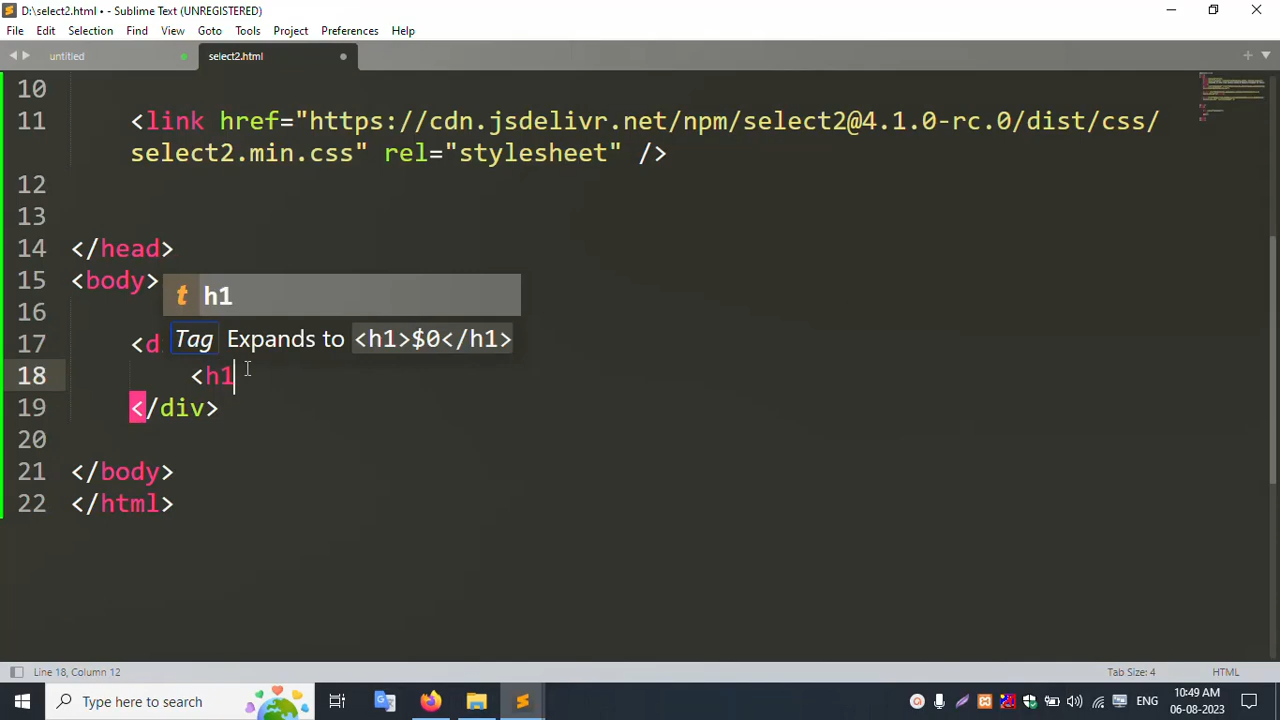 D:\select2.html • - Sublime Text (UNREGISTERED)
File Edit Selection Find View Goto Tools Project Preferences Help
untitled select2.html
10
11 <link href="https://cdn.jsdelivr.net/npm/select2@4.1.0-rc.0/dist/css/
select2.min.css" rel="stylesheet" />
12
13
14 </head>
15 <body>
t h1
16
Tag Expands to <h1>$0</h1>
17 <d
18 <h1
19 </div>
20
21 </body>
22 </html>
Line 18, Column 12 Tab Size: 4 HTML
Type here to search ENG 10:49 AM
06-08-2023